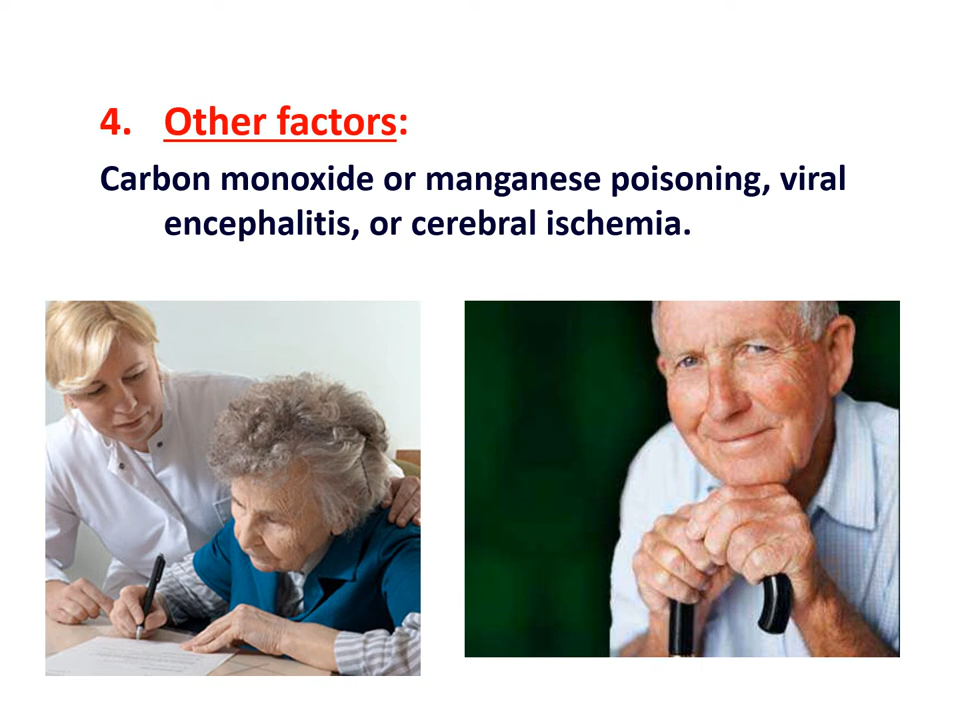 4. Other factors:
Carbon monoxide or manganese poisoning, viral
encephalitis, or cerebral ischemia.